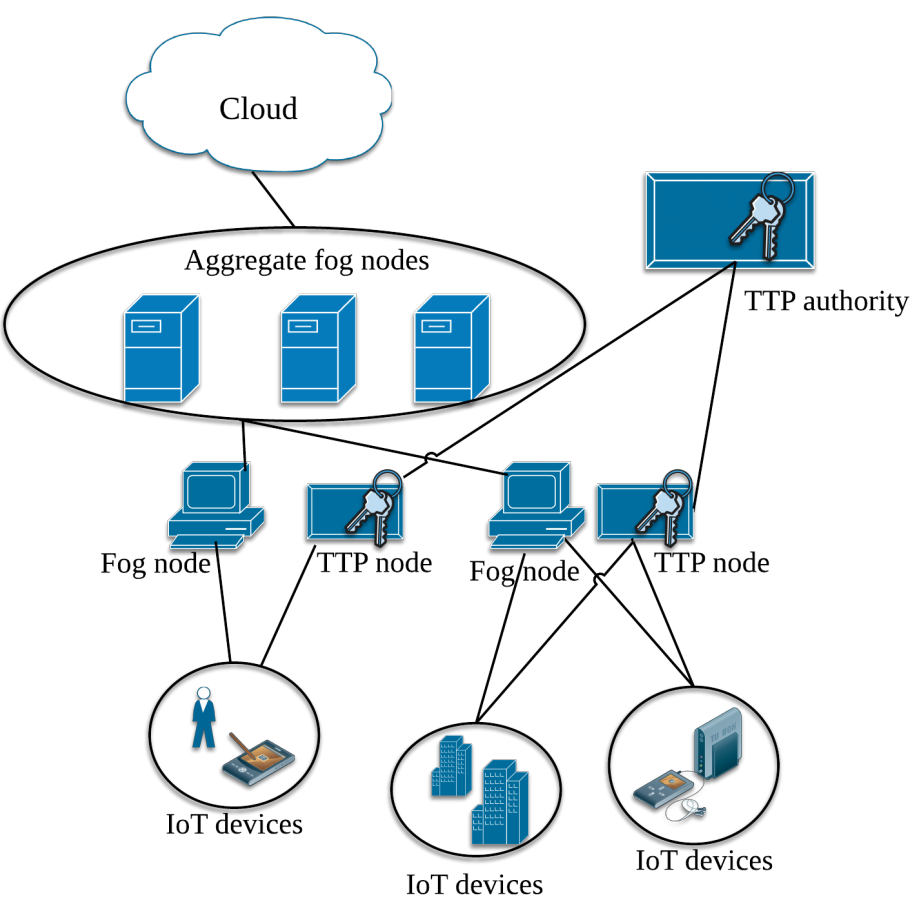 Cloud
Aggregate fog nodes
TTP authority
Fog node
TTP node
Fog node
TTP node
IoT devices
IoT devices
IoT devices